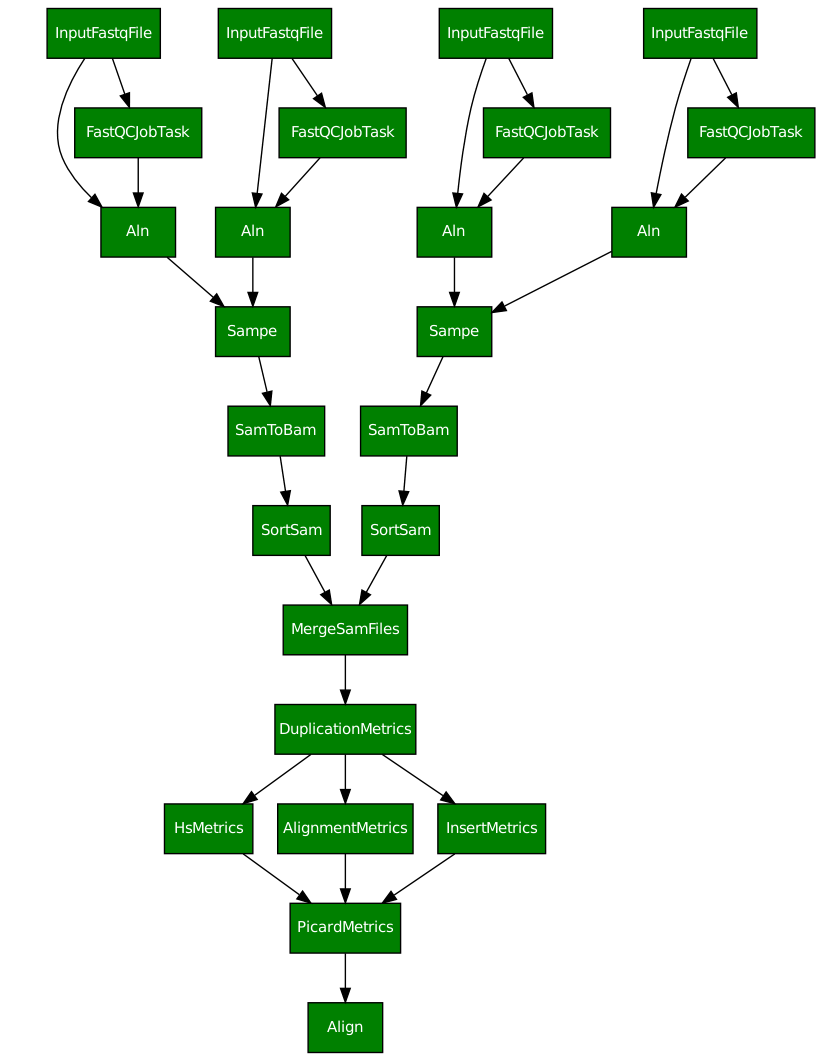 InputFastqFile
InputFastqFile
InputFastqFile
InputFastqFile
FastQCJobTask
FastQCJobTask
FastQCJobTask
FastQCJobTask
Aln
Aln
Aln
Aln
Sampe
Sampe
SamToBam
SamToBam
SortSam
SortSam
MergeSamFiles
DuplicationMetrics
HsMetrics
AlignmentMetrics
InsertMetrics
PicardMetrics
Align